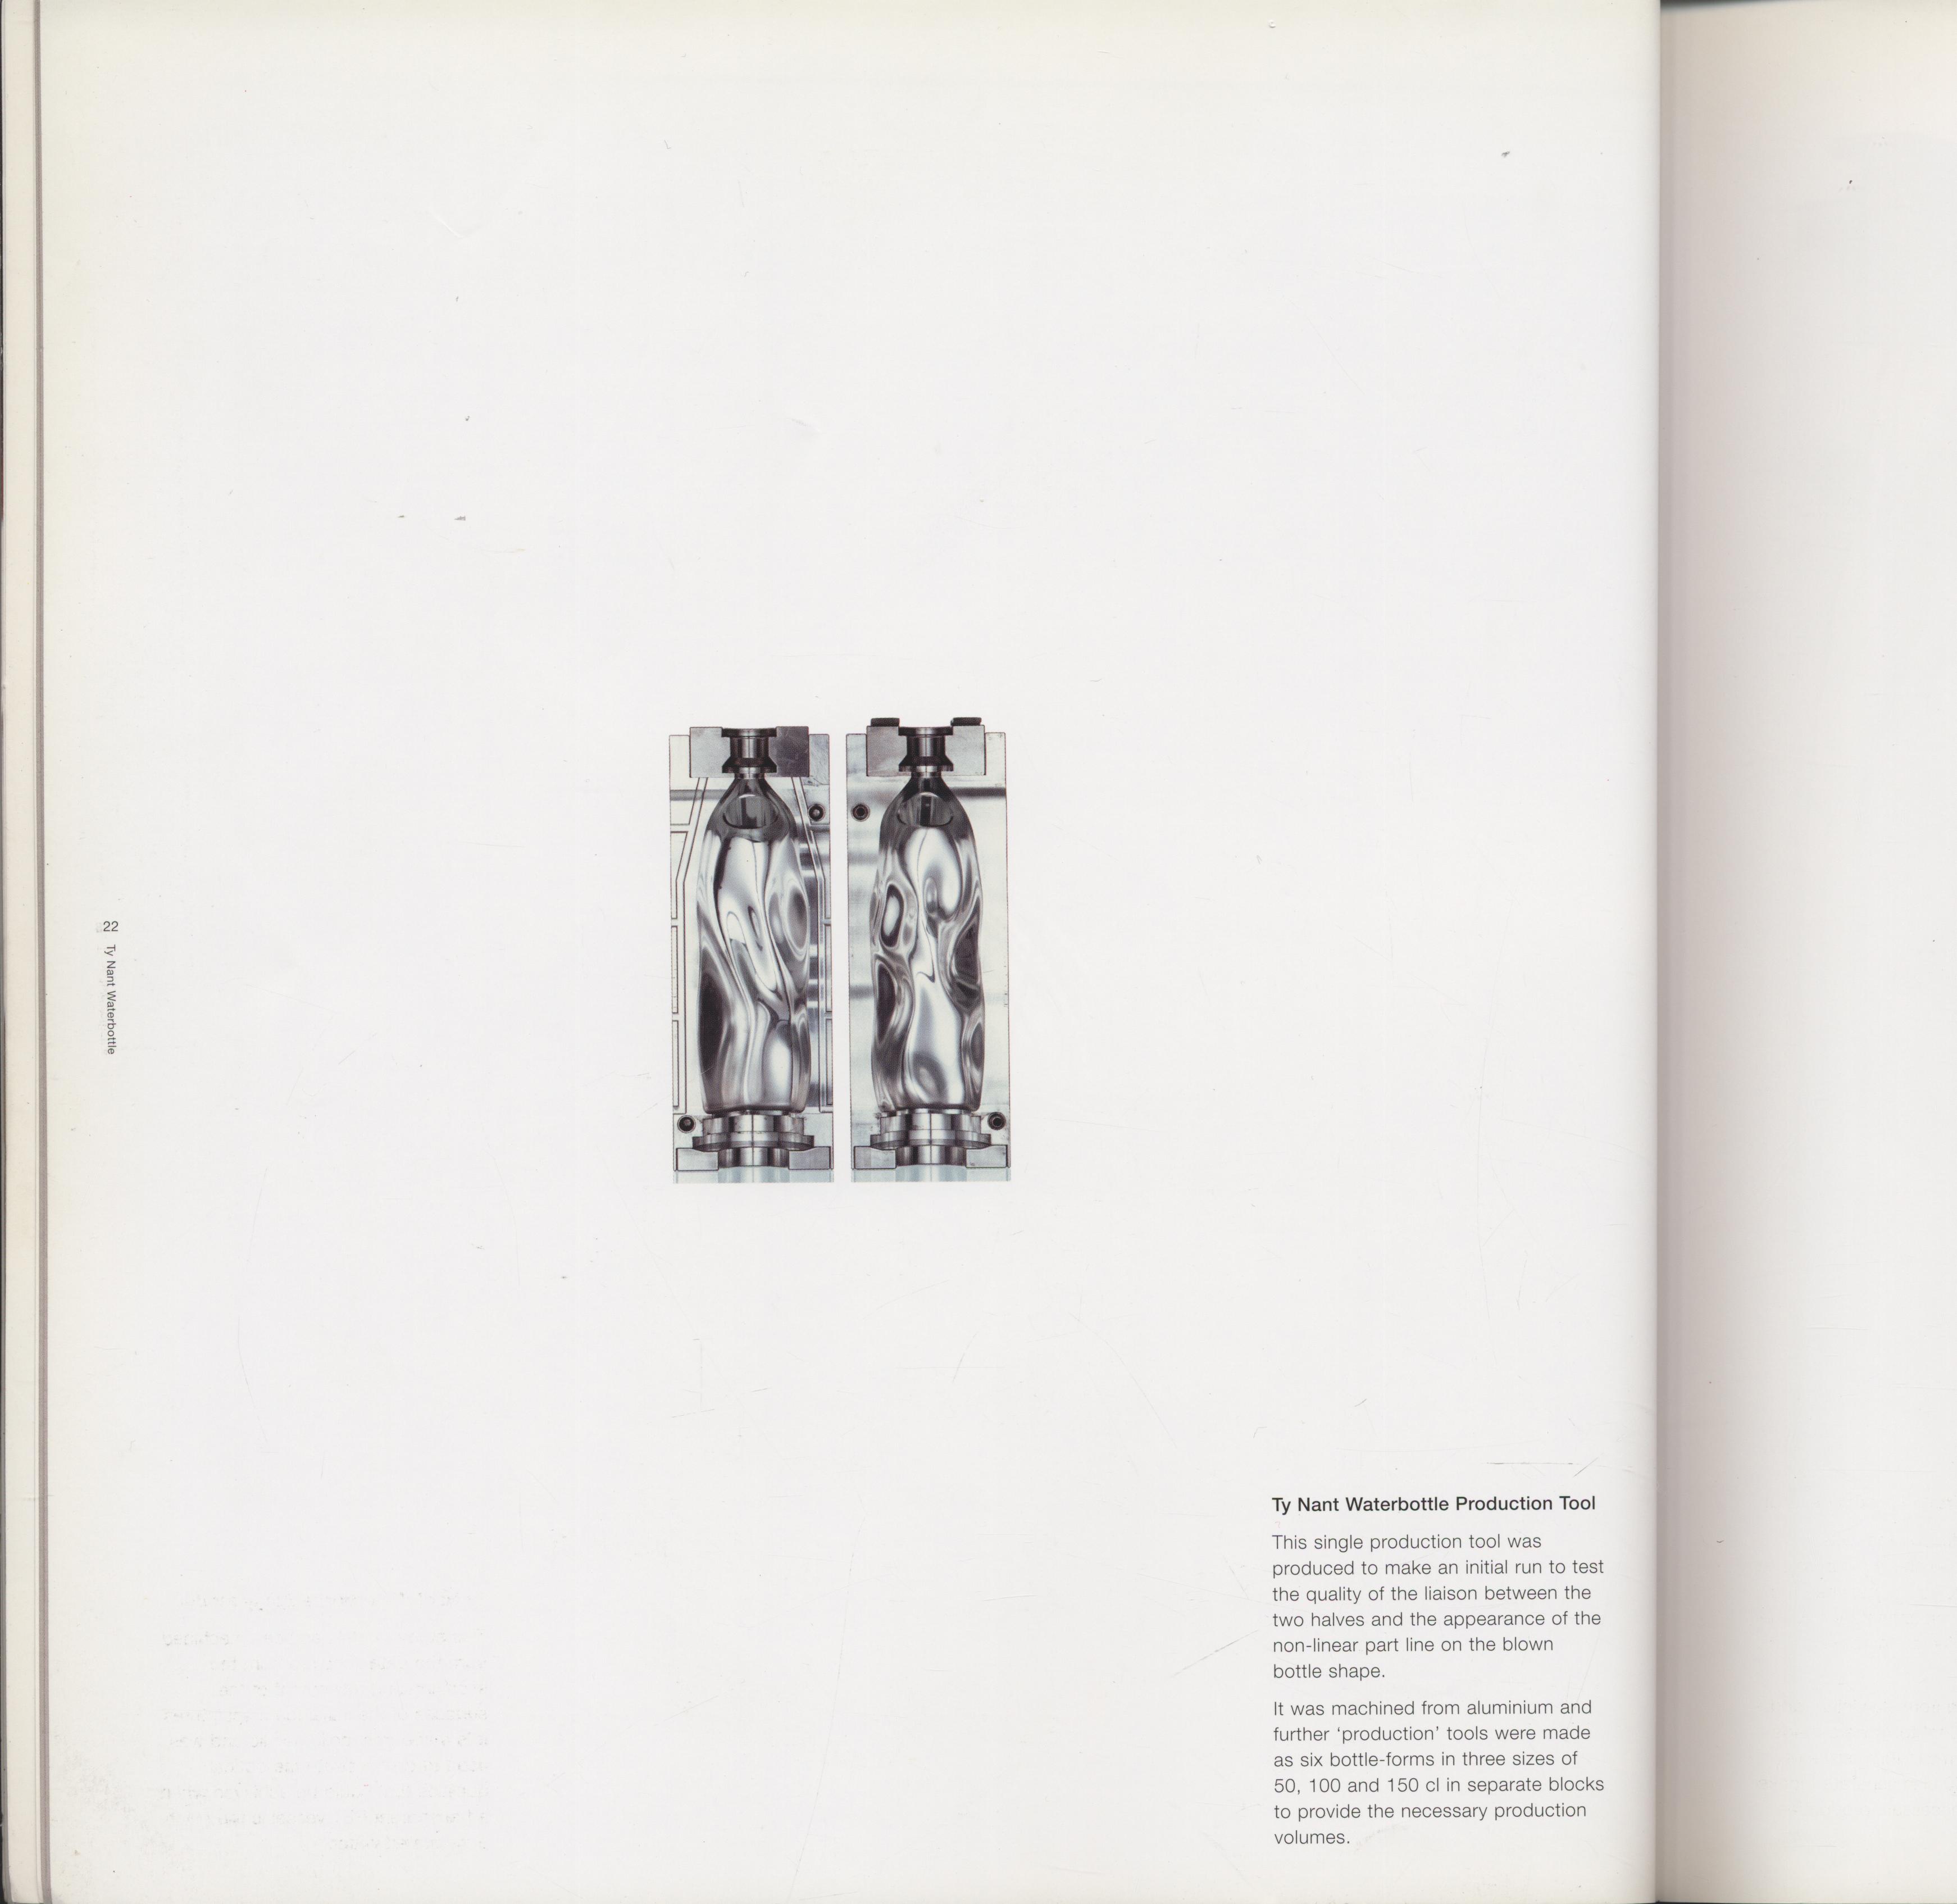 22
Ty Nant Waterbottle
Ty Nant Waterbottle Production Tool
This single production tool was
produced to make an initial run to test
the quality of the liaison between the
two halves and the appearance of the
non-linear part line on the blown
bottle shape.
It was machined from aluminium and
further ‘production’ tools were made
as six bottle-forms in three sizes of
50, 100 and 150 cl in separate blocks
to provide the necessary production
volumes.